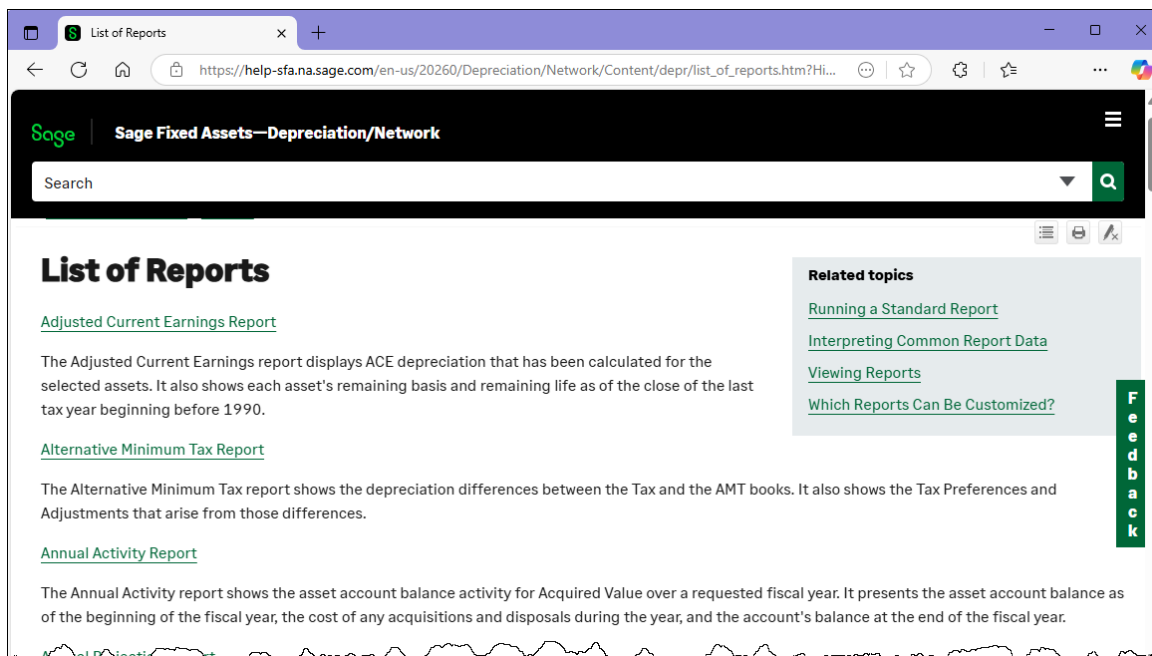 List of Reports
https://help-sfa.na.sage.com/en-us/20260/Depreciation/Network/Content/depr/list_of_reports.htm?Hi...
Sage
Sage Fixed Assets—Depreciation/Network
Search
List of Reports
Adjusted Current Earnings Report
The Adjusted Current Earnings report displays ACE depreciation that has been calculated for the
selected assets. It also shows each asset's remaining basis and remaining life as of the close of the last
tax year beginning before 1990.
Related topics
Running a Standard Report
Interpreting Common Report Data
Viewing Reports
Which Reports Can Be Customized?
Feedback
Alternative Minimum Tax Report
The Alternative Minimum Tax report shows the depreciation differences between the Tax and the AMT books. It also shows the Tax Preferences and
Adjustments that arise from those differences.
Annual Activity Report
The Annual Activity report shows the asset account balance activity for Acquired Value over a requested fiscal year. It presents the asset account balance as
of the beginning of the fiscal year, the cost of any acquisitions and disposals during the year, and the account's balance at the end of the fiscal year.